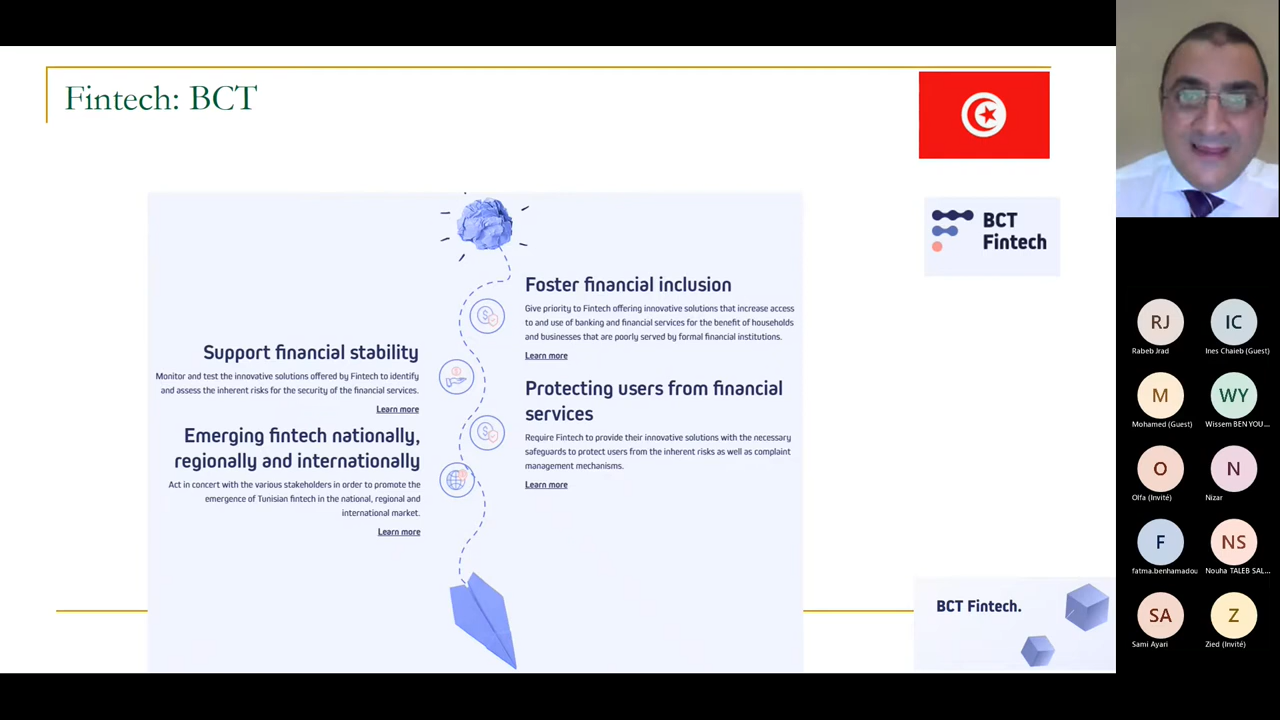 Fintech: BCT
BCT
Fintech
Foster financial inclusion
Give priority to Fintech offering innovative solutions that increase access
to and use of banking and financial services for the benefit of households
and businesses that are poorly served by formal financial institutions.
Learn more
Support financial stability
Monitor and test the innovative solutions offered by Fintech to identify
and assess the inherent risks for the security of the financial services.
Learn more
Protecting users from financial
services
Require Fintech to provide their innovative solutions with the necessary
safeguards to protect users from the inherent risks as well as complaint
management mechanisms.
Learn more
Emerging fintech nationally,
regionally and internationally
Act in concert with the various stakeholders in order to promote the
emergence of Tunisian fintech in the national, regional and
international market.
Learn more
BCT Fintech.
RJ
Rabeb Jrad
IC
Ines Chaieb (Guest)
M
Mohamed (Guest)
WY
Wissem BEN YOU...
O
Olfa (Invité)
N
Nizar
F
fatma.benhamadou
NS
Nouha TALEB SAL...
SA
Sami Ayari
Z
Zied (Invité)